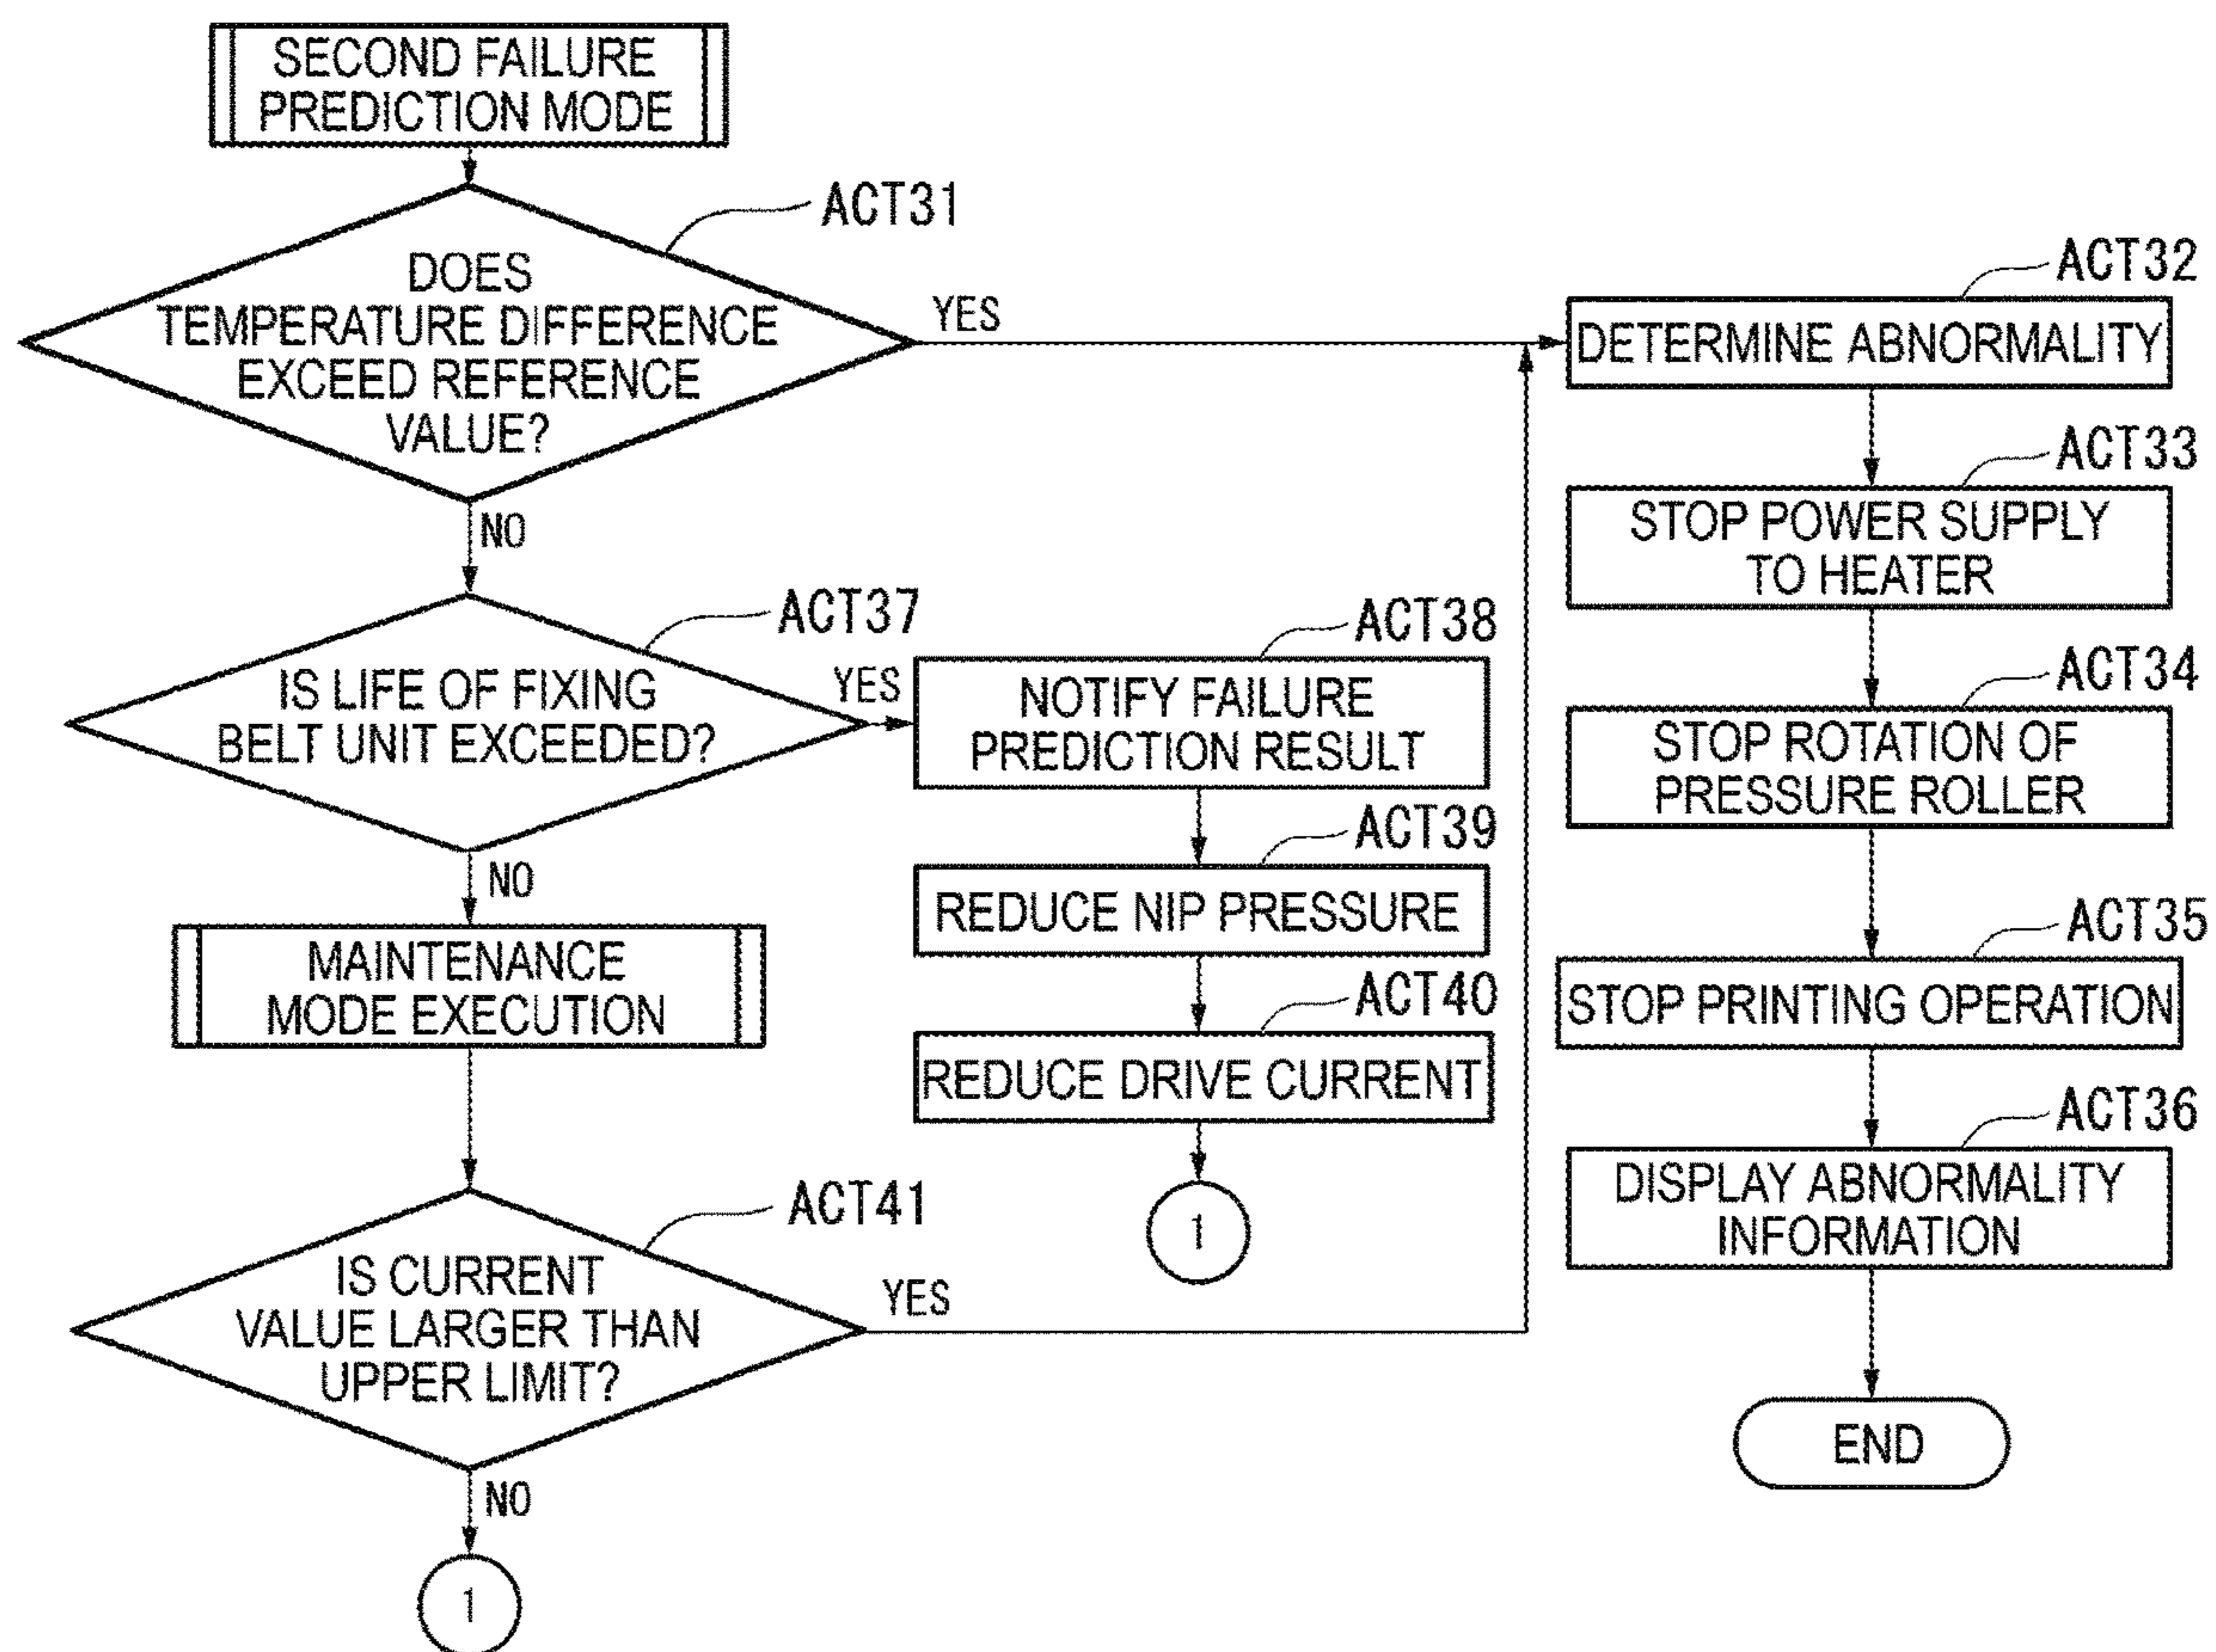 SECOND FAILURE
PREDICTION MODE
ACT31
DOES
TEMPERATURE DIFFERENCE
EXCEED REFERENCE
VALUE?
YES
NO
ACT37
IS LIFE OF FIXING
BELT UNIT EXCEEDED?
YES
NO
MAINTENANCE
MODE EXECUTION
ACT41
IS CURRENT
VALUE LARGER THAN
UPPER LIMIT?
YES
NO
1
ACT38
NOTIFY FAILURE
PREDICTION RESULT
ACT39
REDUCE NIP PRESSURE
ACT40
REDUCE DRIVE CURRENT
1
ACT32
DETERMINE ABNORMALITY
ACT33
STOP POWER SUPPLY
TO HEATER
ACT34
STOP ROTATION OF
PRESSURE ROLLER
ACT35
STOP PRINTING OPERATION
ACT36
DISPLAY ABNORMALITY
INFORMATION
END